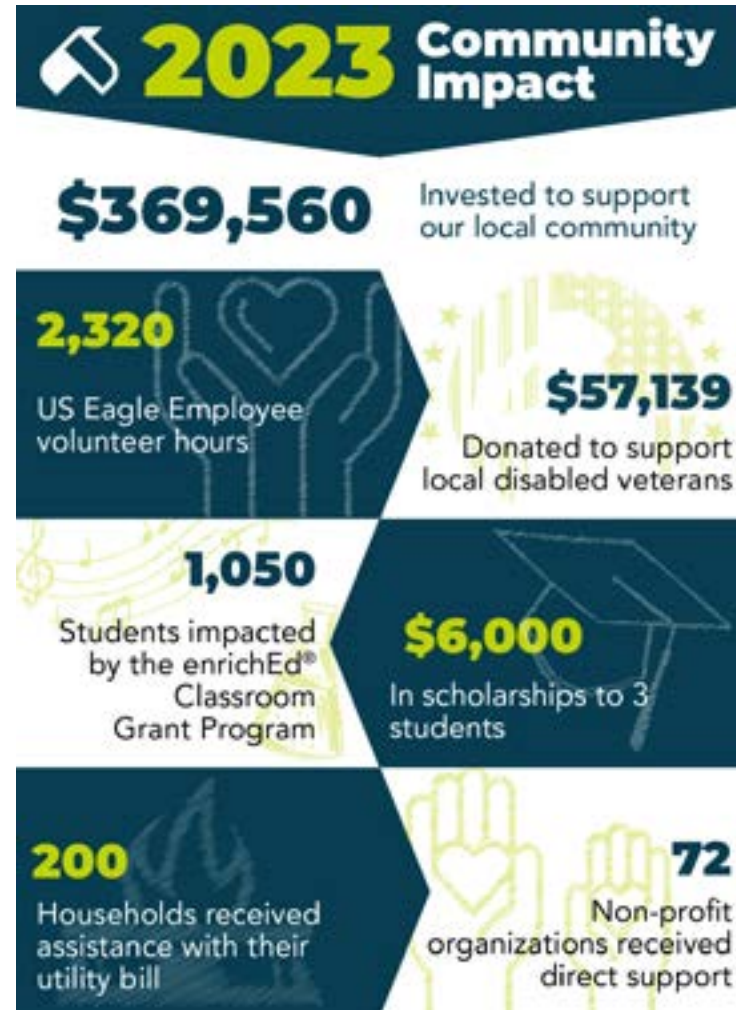 2023 Community
Impact
$369,560
Invested to support
our local community
2,320
US Eagle Employee
volunteer hours
$57,139
Donated to support
local disabled veterans
1,050
Students impacted
by the enrichEd®
Classroom
Grant Program
$6,000
In scholarships to 3
students
200
Households received
assistance with their
utility bill
72
Non-profit
organizations received
direct support